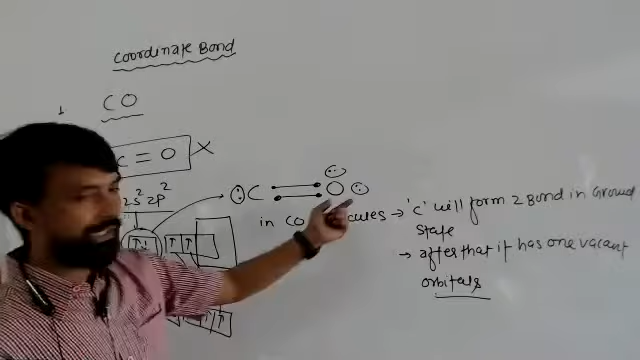 Coordinate Bond
1 CO
C = O X
2S² 2P²
:C O
in CO → 'C' will form 2 Bond in Ground
State
→ after that it has one vacant
orbitals